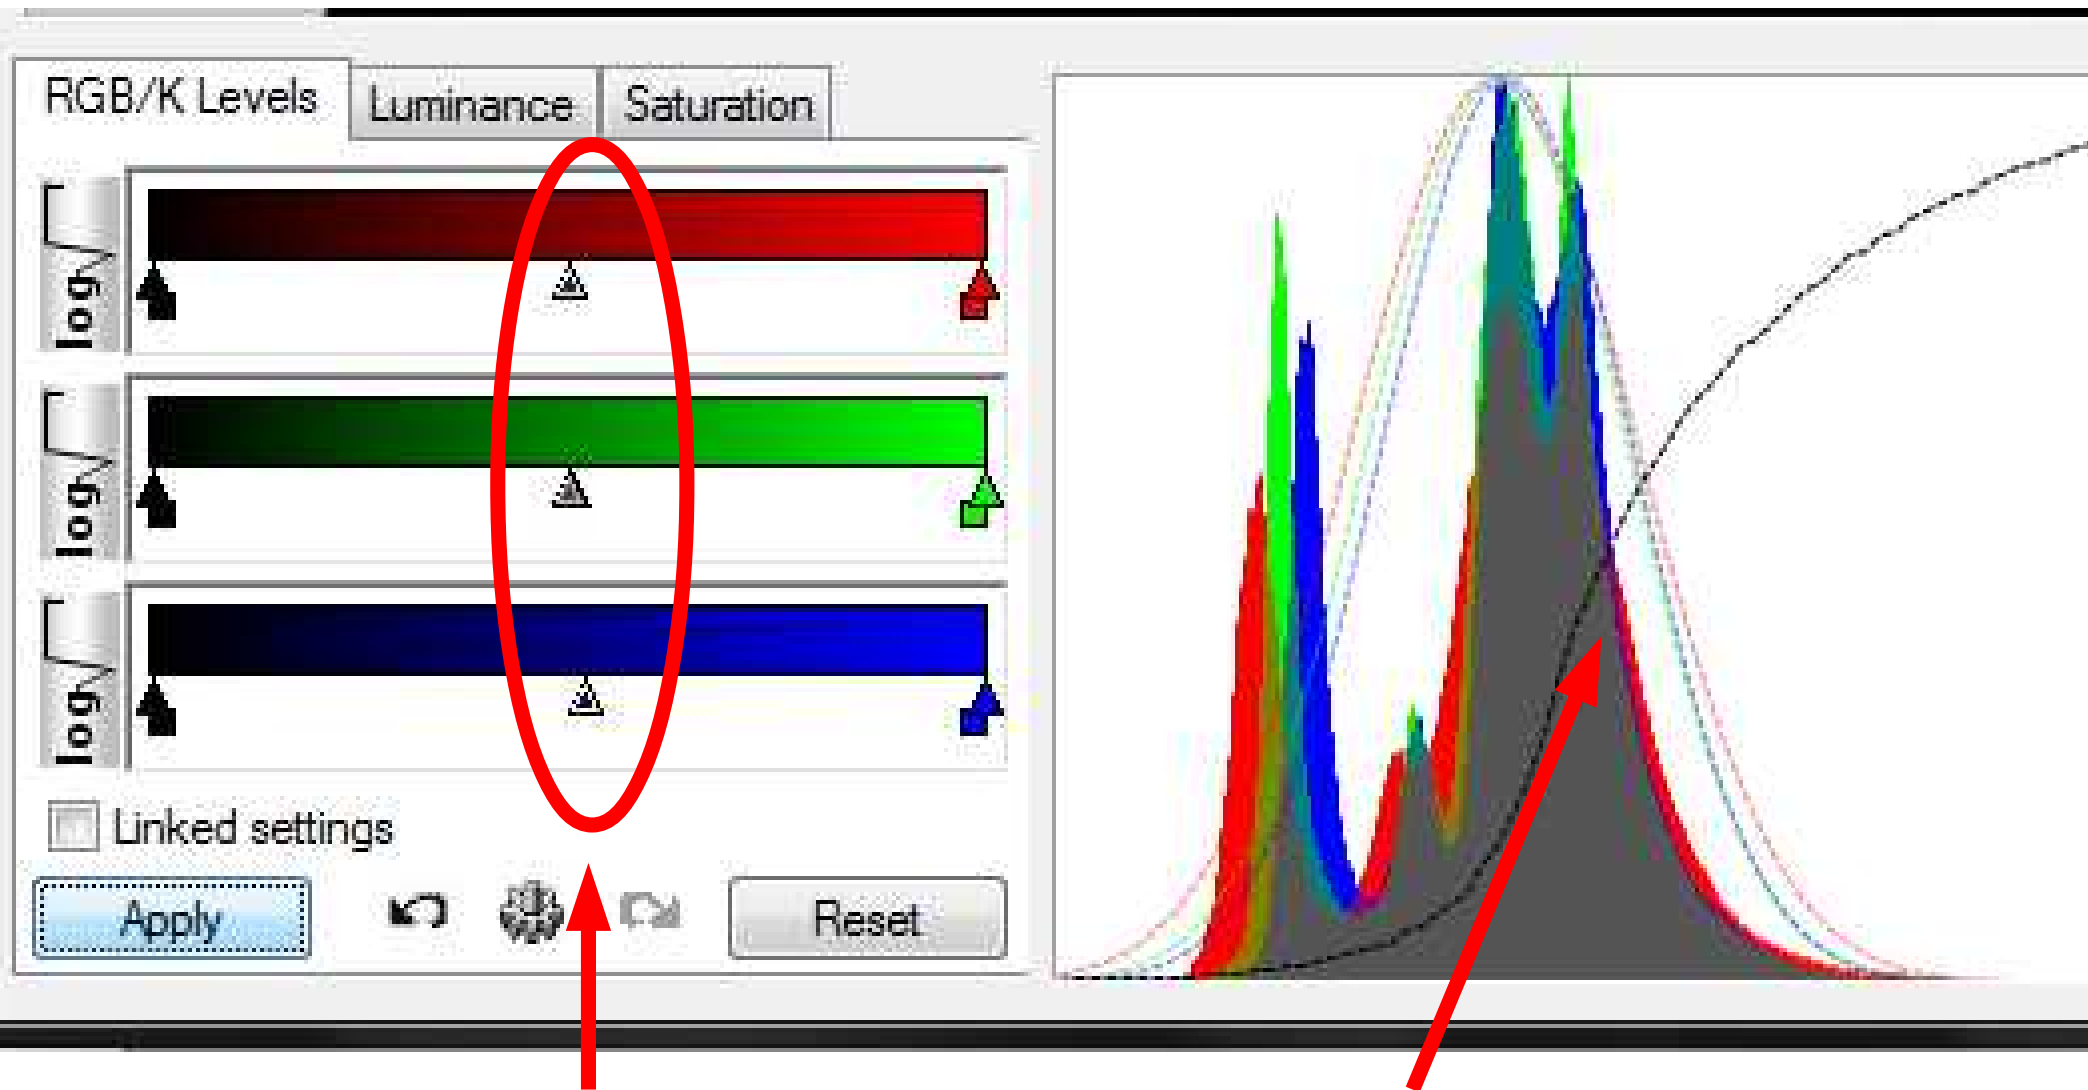 RGB/K Levels Luminance Saturation
log
log
log
Linked settings
Apply Reset